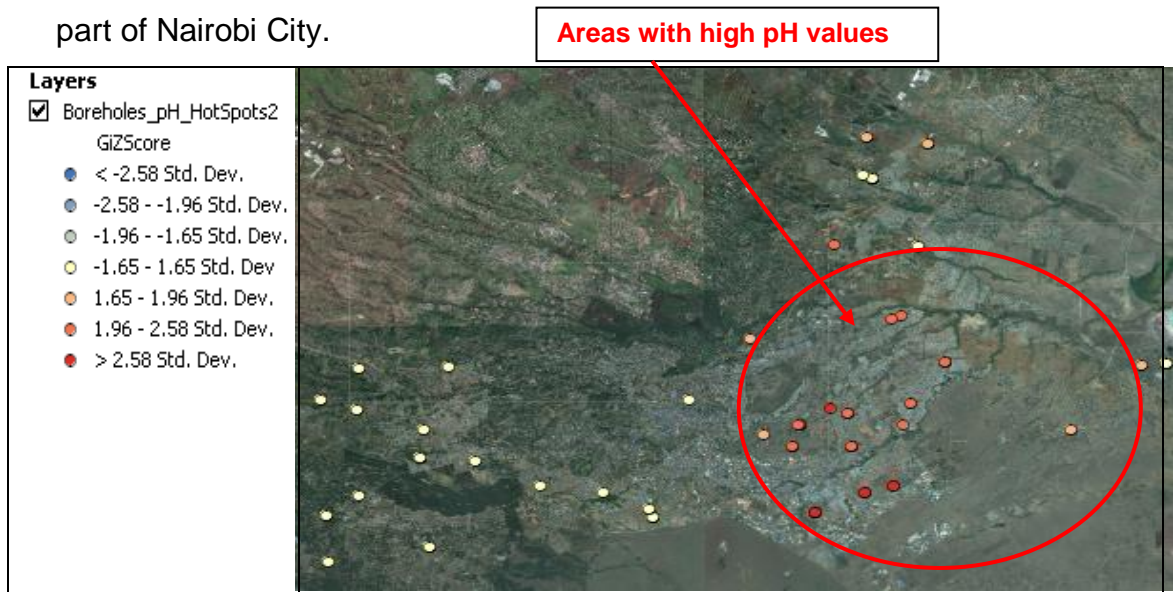 part of Nairobi City.
Areas with high pH values
Layers
Boreholes_pH_HotSpots2
GiZScore
< -2.58 Std. Dev.
-2.58 - -1.96 Std. Dev.
-1.96 - -1.65 Std. Dev.
-1.65 - 1.65 Std. Dev
1.65 - 1.96 Std. Dev.
1.96 - 2.58 Std. Dev.
> 2.58 Std. Dev.